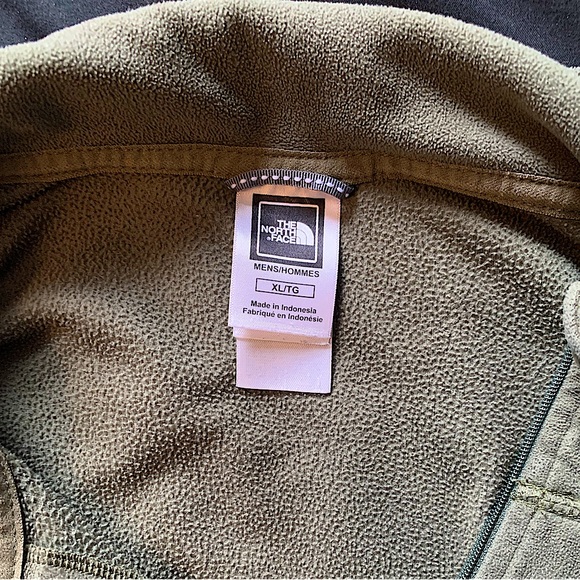 THE
NORTH
FACE
MENS/HOMMES
XL/TG
Made in Indonesia
Fabriqué en Indonésie